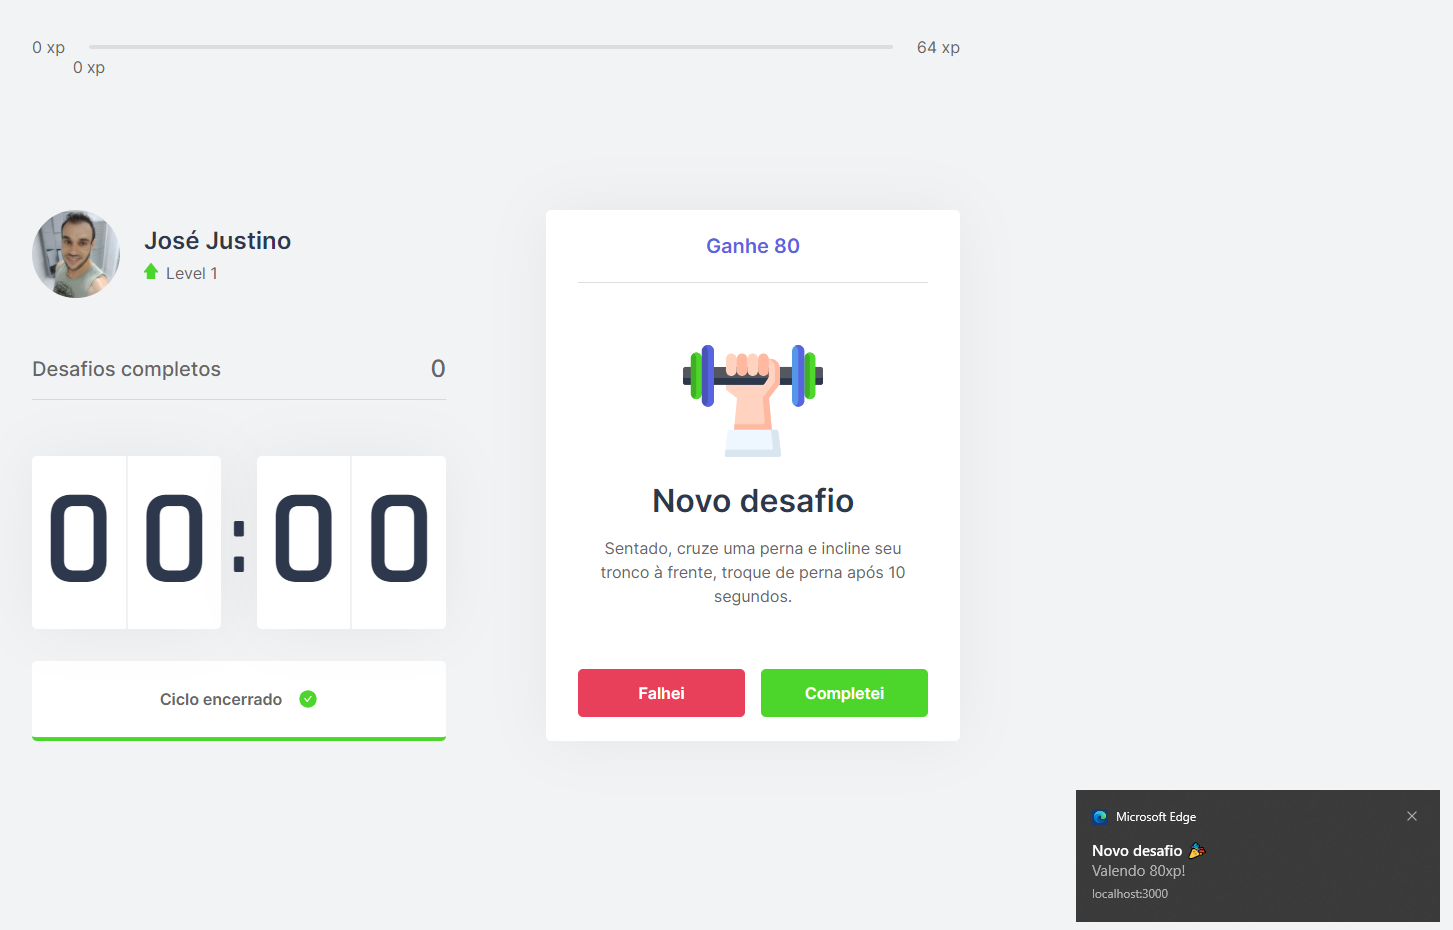 0 xp
64 xp
0 xp
José Justino
Level 1
Desafios completos
0
00:00
Ciclo encerrado
Ganhe 80
Novo desafio
Sentado, cruze uma perna e incline seu
tronco à frente, troque de perna após 10
segundos.
Falhei
Completei
Microsoft Edge
Novo desafio 🎉
Valendo 80xp!
localhost:3000